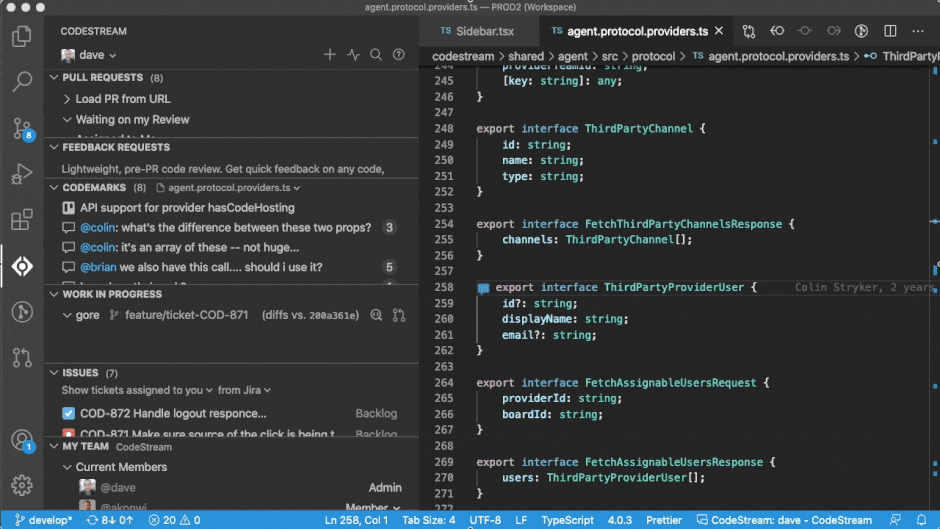 agent.protocol.providers.ts — PROD2 (Workspace)
CODESTREAM
dave
PULL REQUESTS (8)
Load PR from URL
Waiting on my Review
FEEDBACK REQUESTS
Lightweight, pre-PR code review. Get quick feedback on any code,
CODEMARKS (8) agent.protocol.providers.ts
API support for provider hasCodeHosting
@colin: what's the difference between these two props? 3
@colin: it's an array of these -- not huge...
@brian we also have this call.... should i use it? 5
WORK IN PROGRESS
gore feature/ticket-COD-871 (diffs vs. 200a361e)
ISSUES (7)
Show tickets assigned to you from Jira
COD-872 Handle logout responce... Backlog
COD-871 Make sure source of the click is being t Backlog
MY TEAM CodeStream
Current Members
@dave Admin
@akonwi Member
8
1
TS Sidebar.tsx TS agent.protocol.providers.ts
codestream > shared > agent > src > protocol > TS agent.protocol.providers.ts > ThirdPartyP
244 providerTeamId: string;
245 [key: string]: any;
246 }
247
248 export interface ThirdPartyChannel {
249 id: string;
250 name: string;
251 type: string;
252 }
253
254 export interface FetchThirdPartyChannelsResponse {
255 channels: ThirdPartyChannel[];
256 }
257
258 export interface ThirdPartyProviderUser { Colin Stryker, 2 years
259 id?: string;
260 displayName: string;
261 email?: string;
262 }
263
264 export interface FetchAssignableUsersRequest {
265 providerId: string;
266 boardId: string;
267 }
268
269 export interface FetchAssignableUsersResponse {
270 users: ThirdPartyProviderUser[];
271 }
272
develop* 8↓ 0↑ 20 0 Ln 258, Col 1 Tab Size: 4 UTF-8 LF TypeScript 4.0.3 Prettier CodeStream: dave - CodeStream